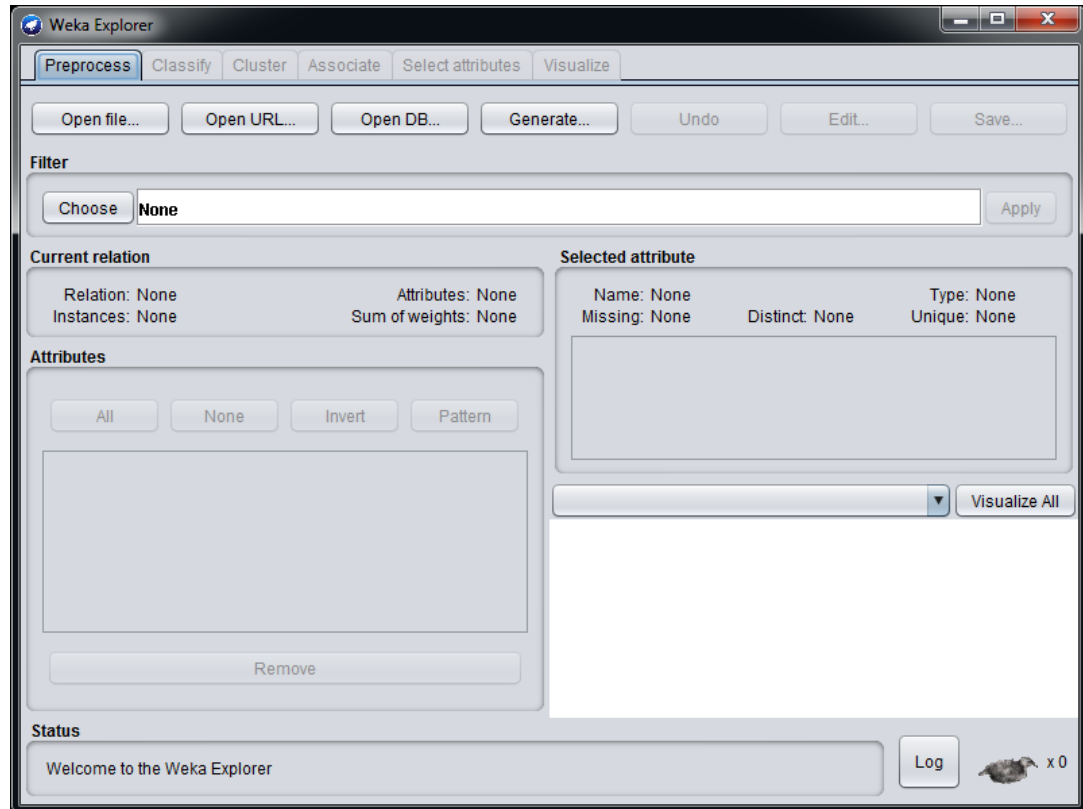 Weka Explorer
Preprocess Classify Cluster Associate Select attributes Visualize
Open file... Open URL... Open DB... Generate... Undo Edit... Save...
Filter
Choose None Apply
Current relation
Relation: None Attributes: None
Instances: None Sum of weights: None
Selected attribute
Name: None Type: None
Missing: None Distinct: None Unique: None
Attributes
All None Invert Pattern
Remove
Visualize All
Status
Welcome to the Weka Explorer
Log x 0